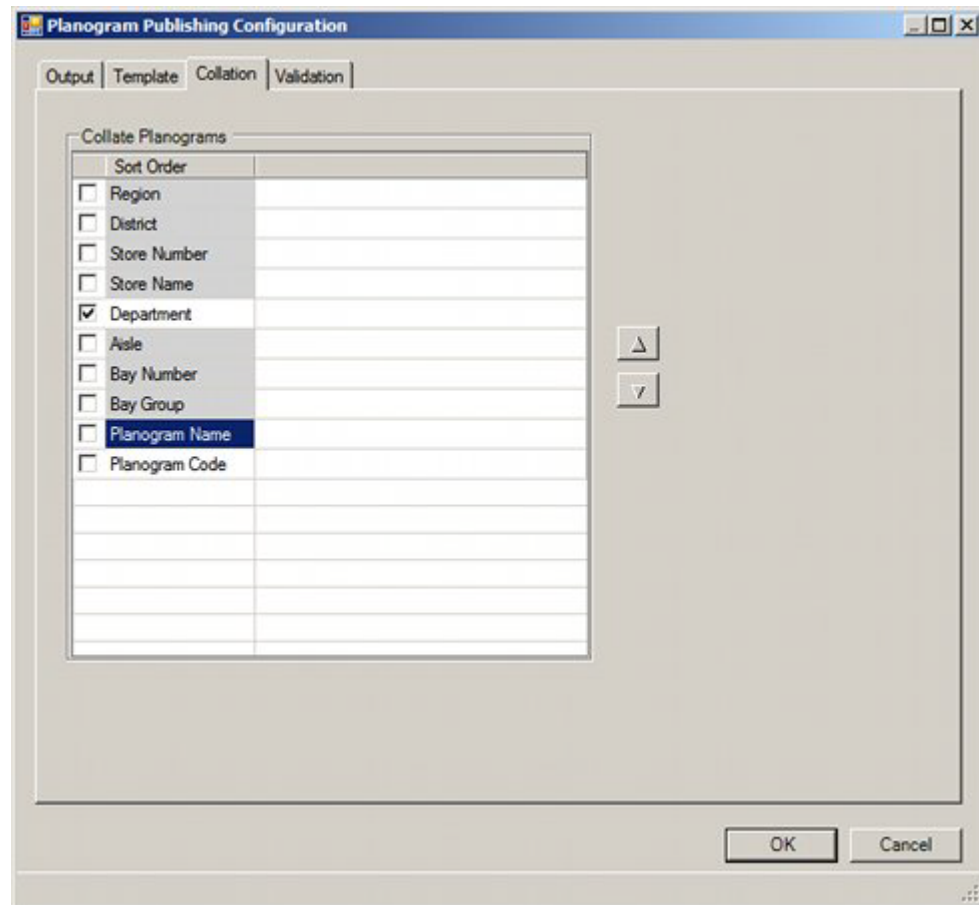 Planogram Publishing Configuration
Output Template Collation Validation
Collate Planograms
Sort Order
Region
District
Store Number
Store Name
Department
Aisle
Bay Number
Bay Group
Planogram Name
Planogram Code
OK Cancel